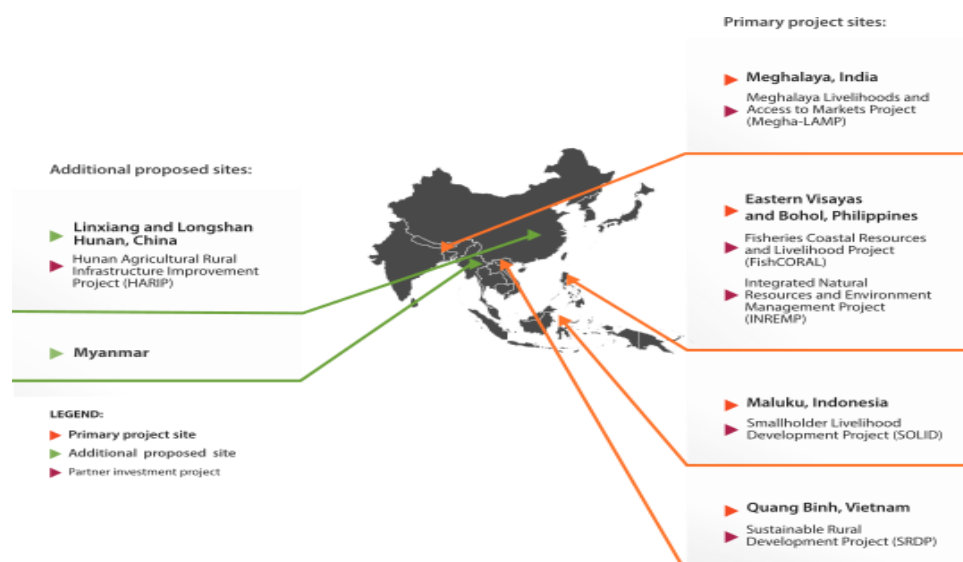 Primary project sites:
Meghalaya, India
Meghalaya Livelihoods and
Access to Markets Project
(Megha-LAMP)
Additional proposed sites:
Linxiang and Longshan
Hunan, China
Hunan Agricultural Rural
Infrastructure Improvement
Project (HARIP)
Myanmar
LEGEND:
Primary project site
Additional proposed site
Partner investment project
Eastern Visayas
and Bohol, Philippines
Fisheries Coastal Resources
and Livelihood Project
(FishCORAL)
Integrated Natural
Resources and Environment
Management Project
(INREMP)
Maluku, Indonesia
Smallholder Livelihood
Development Project (SOLID)
Quang Binh, Vietnam
Sustainable Rural
Development Project (SRDP)